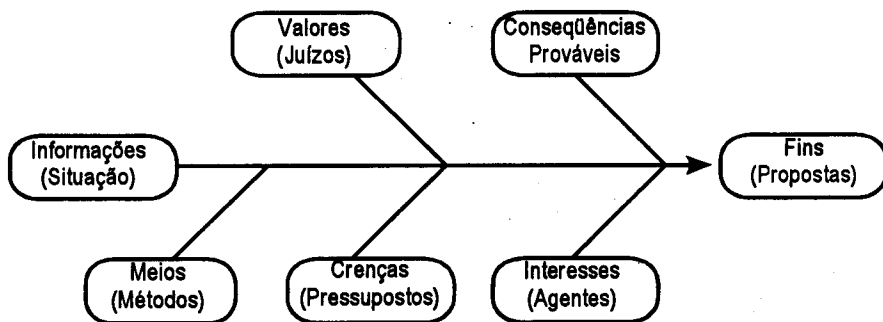 Valores
(Juízos)
Conseqüências
Prováveis
Informações
(Situação)
Fins
(Propostas)
Meios
(Métodos)
Crenças
(Pressupostos)
Interesses
(Agentes)